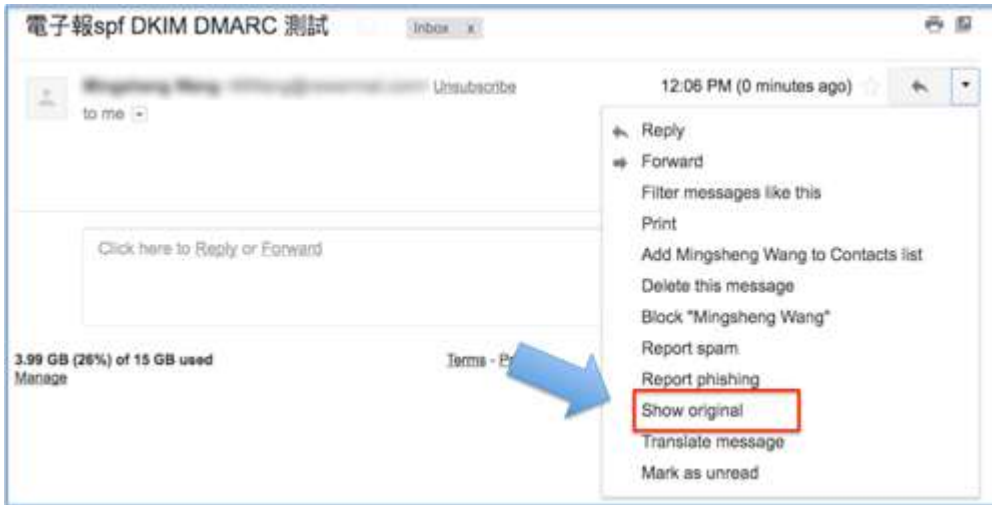 電子報spf DKIM DMARC 測試
Inbox x
Unsubscribe
12:06 PM (0 minutes ago)
to me
Reply
Forward
Filter messages like this
Print
Add Mingsheng Wang to Contacts list
Delete this message
Block "Mingsheng Wang"
Report spam
Report phishing
Show original
Translate message
Mark as unread
Click here to Reply or Forward
3.99 GB (26%) of 15 GB used
Manage
Terms -